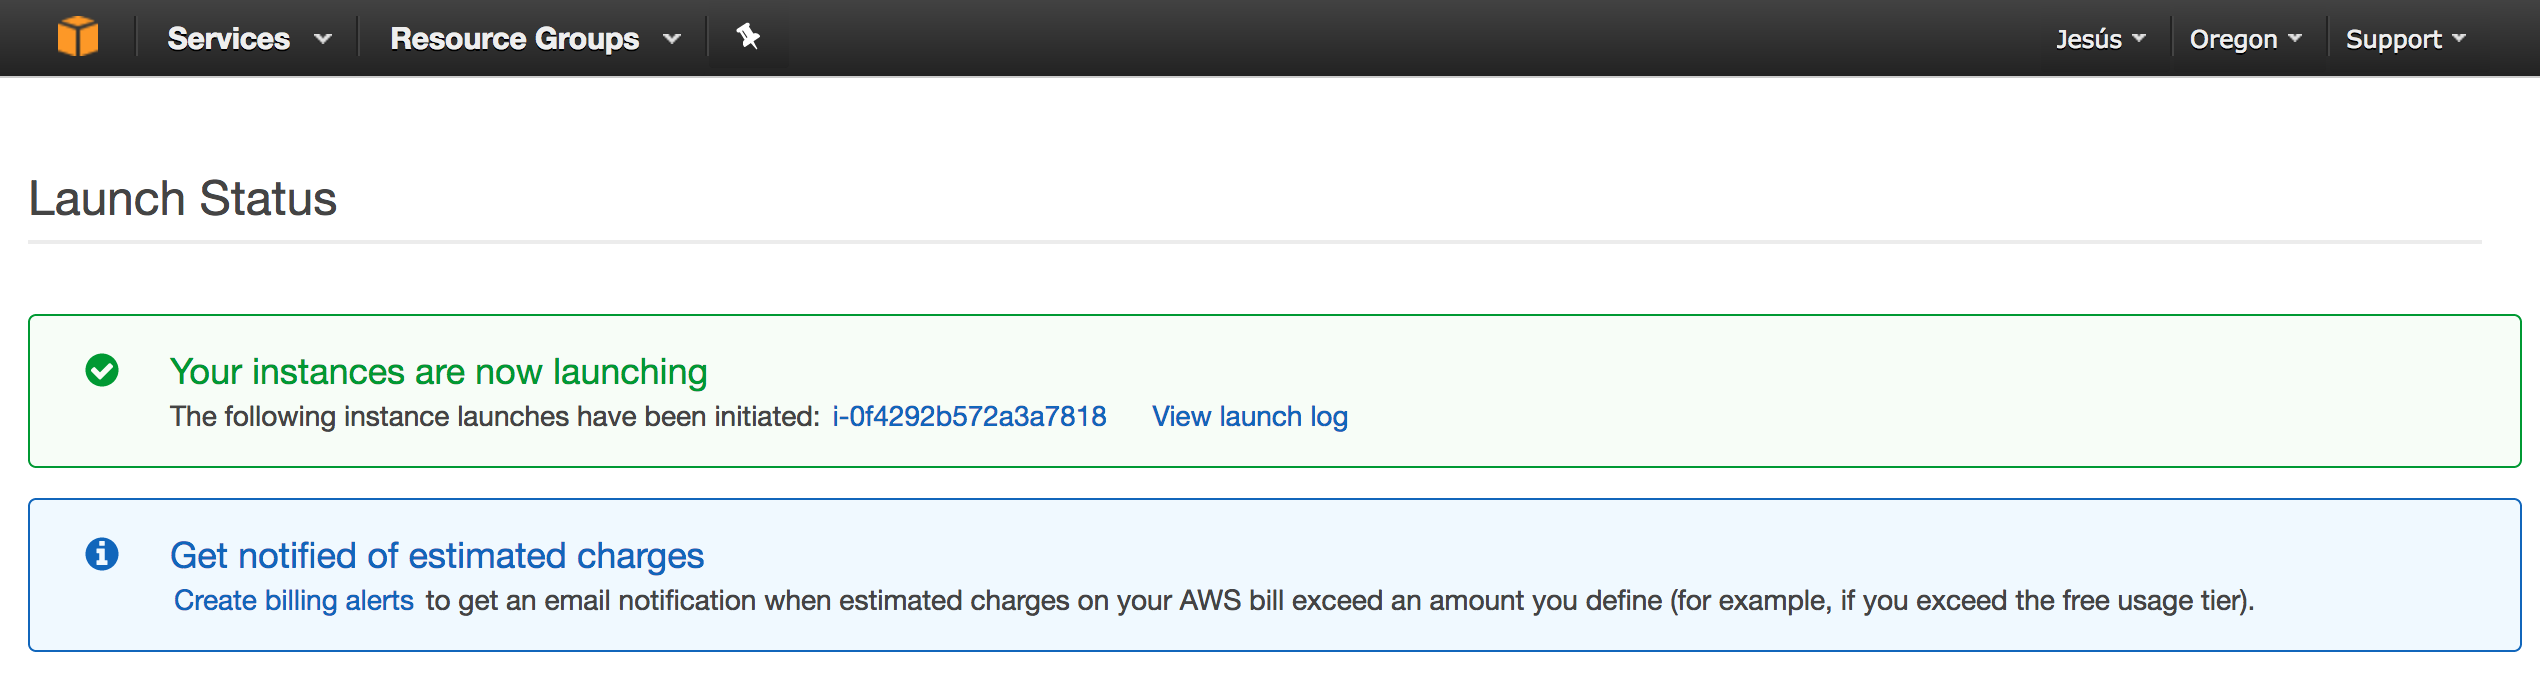 Services Resource Groups Jesús Oregon Support
Launch Status
Your instances are now launching
The following instance launches have been initiated: i-0f4292b572a3a7818 View launch log
Get notified of estimated charges
Create billing alerts to get an email notification when estimated charges on your AWS bill exceed an amount you define (for example, if you exceed the free usage tier).